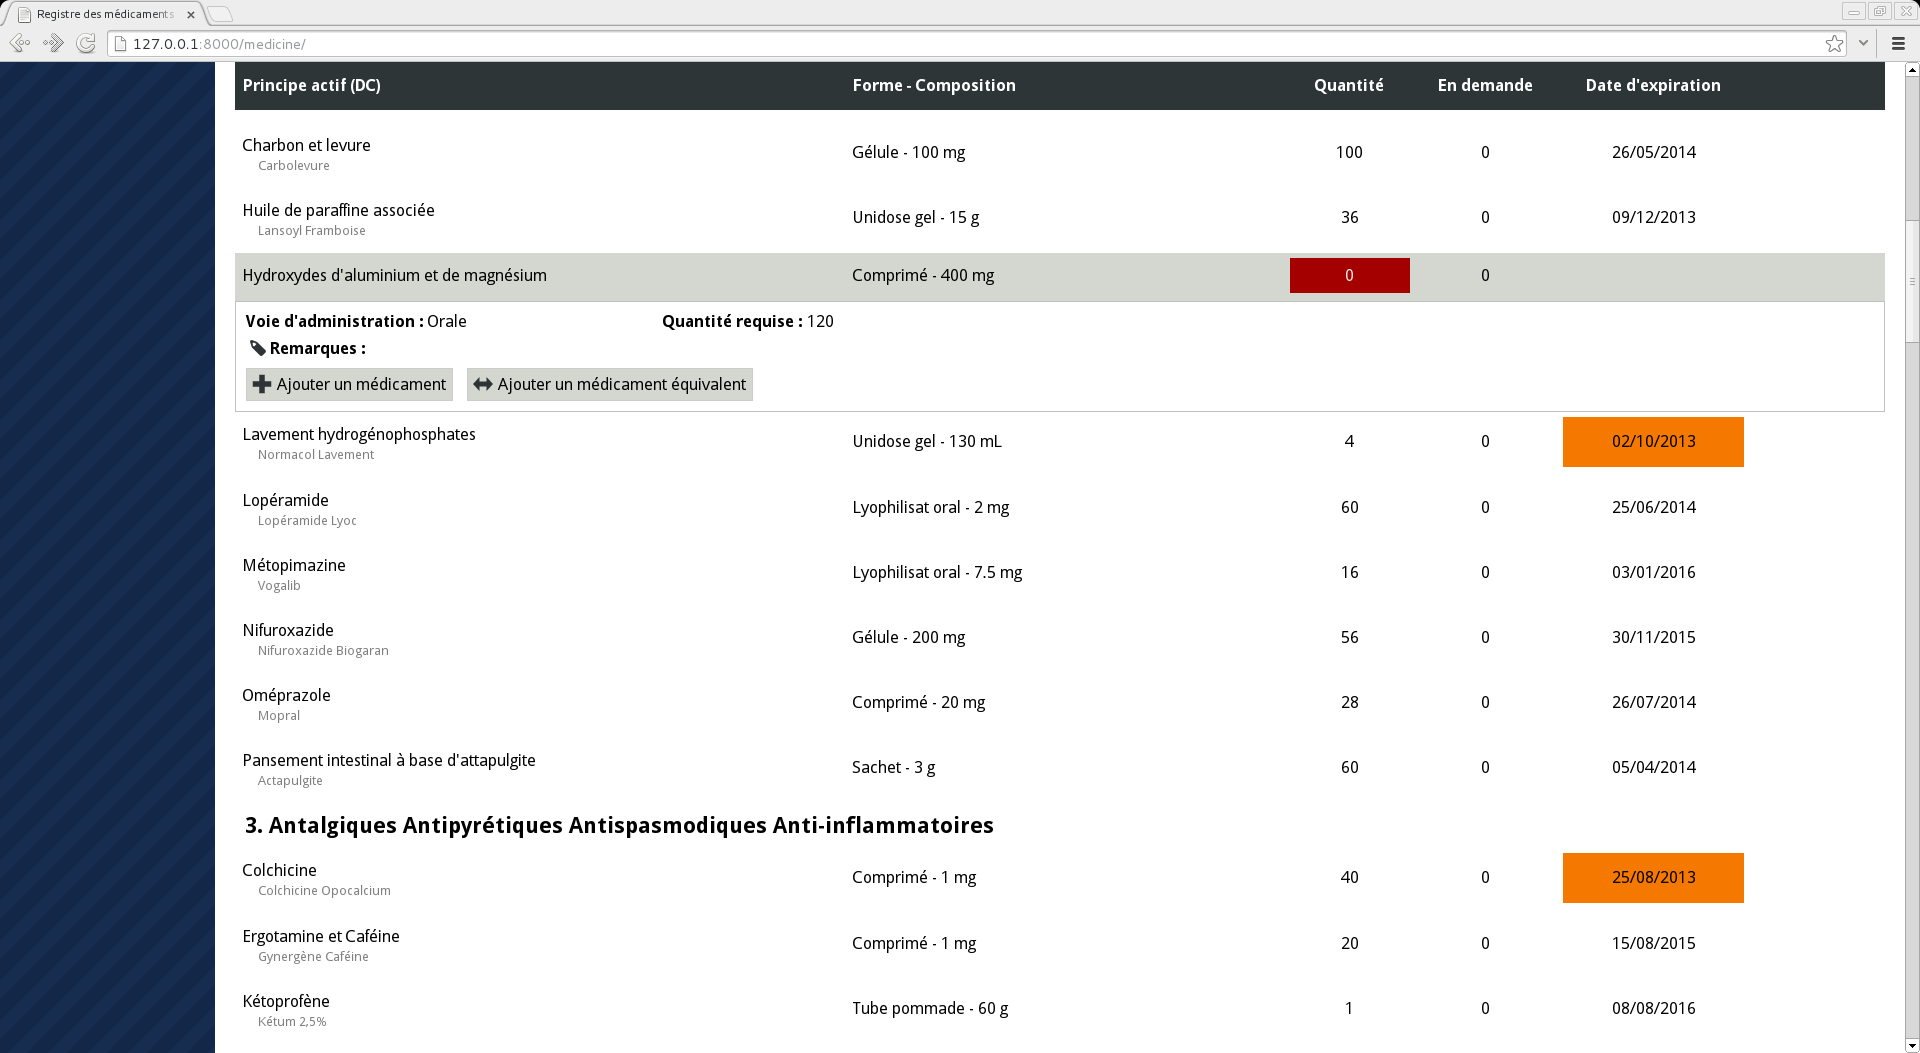 Registre des médicaments
127.0.0.1:8000/medicine/
Principe actif (DC) Forme - Composition Quantité En demande Date d'expiration
Charbon et levure
Carbolevure
Gélule - 100 mg 100 0 26/05/2014
Huile de paraffine associée
Lansoyl Framboise
Unidose gel - 15 g 36 0 09/12/2013
Hydroxydes d'aluminium et de magnésium Comprimé - 400 mg 0 0
Voie d'administration : Orale Quantité requise : 120
Remarques :
Ajouter un médicament Ajouter un médicament équivalent
Lavement hydrogénophosphates
Normacol Lavement
Unidose gel - 130 mL 4 0 02/10/2013
Lopéramide
Lopéramide Lyoc
Lyophilisat oral - 2 mg 60 0 25/06/2014
Métopimazine
Vogalib
Lyophilisat oral - 7.5 mg 16 0 03/01/2016
Nifuroxazide
Nifuroxazide Biogaran
Gélule - 200 mg 56 0 30/11/2015
Oméprazole
Mopral
Comprimé - 20 mg 28 0 26/07/2014
Pansement intestinal à base d'attapulgite
Actapulgite
Sachet - 3 g 60 0 05/04/2014
3. Antalgiques Antipyrétiques Antispasmodiques Anti-inflammatoires
Colchicine
Colchicine Opocalcium
Comprimé - 1 mg 40 0 25/08/2013
Ergotamine et Caféine
Gynergène Caféine
Comprimé - 1 mg 20 0 15/08/2015
Kétoprofène
Kétum 2,5%
Tube pommade - 60 g 1 0 08/08/2016